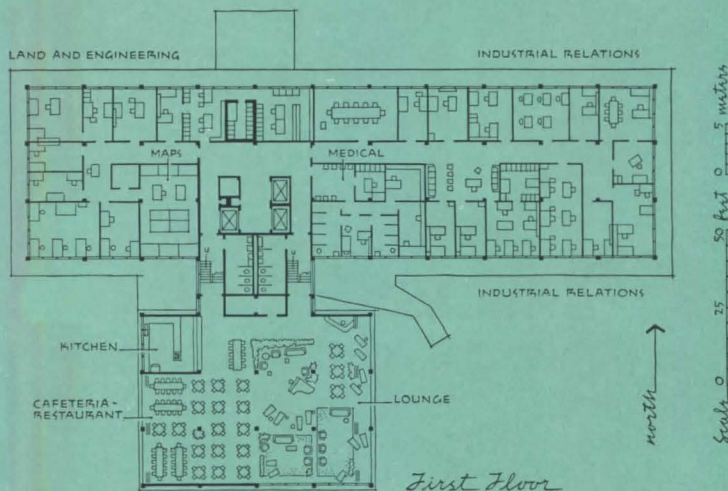 LAND AND ENGINEERING
INDUSTRIAL RELATIONS
MAPS
MEDICAL
INDUSTRIAL RELATIONS
KITCHEN
CAFETERIA-
RESTAURANT
LOUNGE
First Floor
north
Scale 0 25 50 feet 0 5 meters